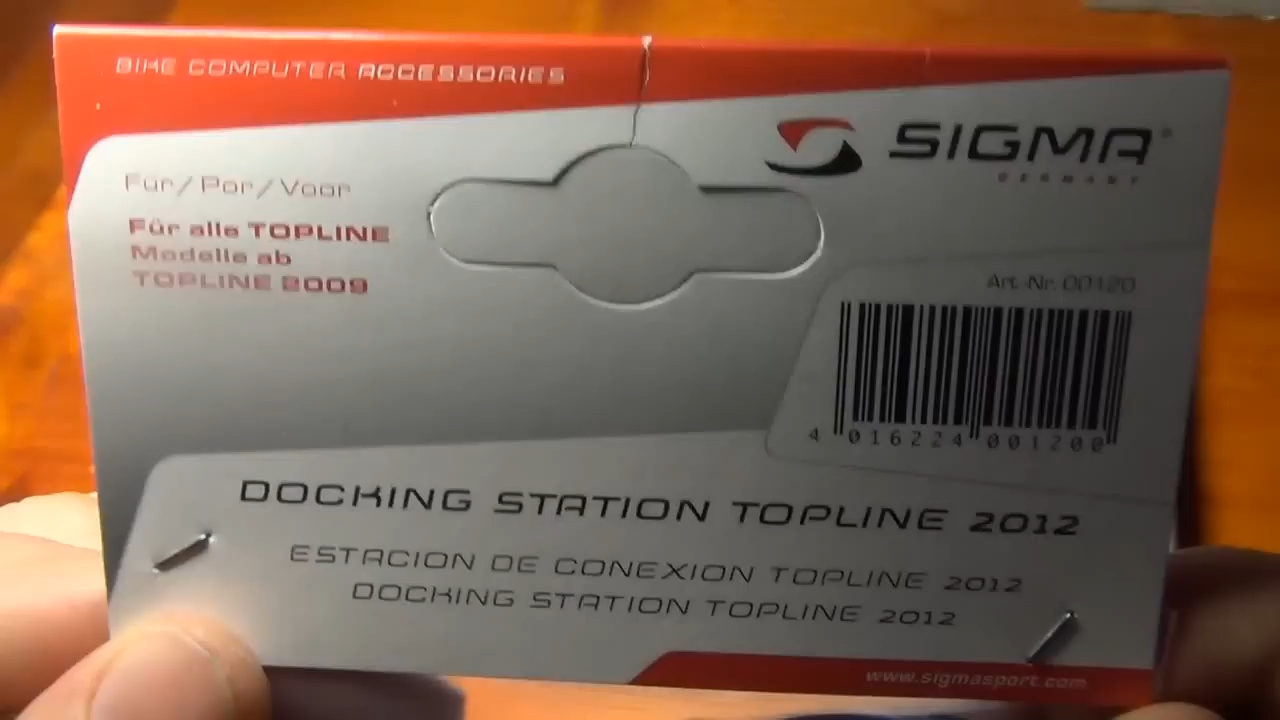 BIKE COMPUTER ACCESSORIES
SIGMA
GERMANY
Für/Por/Voor
Für alle TOPLINE
Modelle ab
TOPLINE 2009
Art.-Nr. 00120
4 016224 001200
DOCKING STATION TOPLINE 2012
ESTACION DE CONEXION TOPLINE 2012
DOCKING STATION TOPLINE 2012
www.sigmasport.com